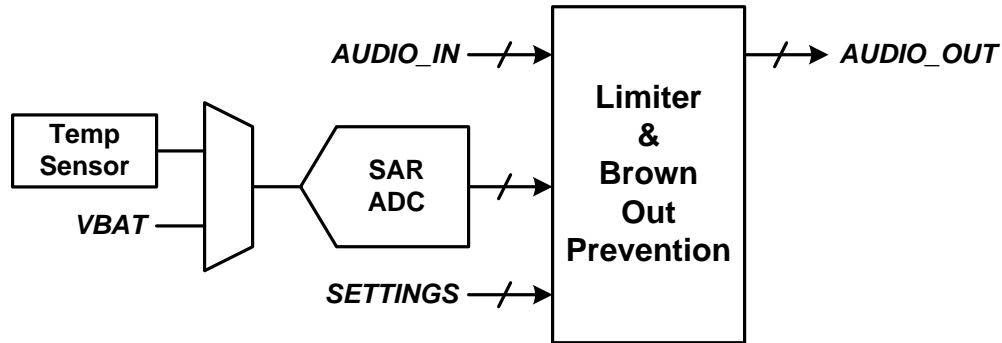 AUDIO_IN
AUDIO_OUT
Temp
Sensor
VBAT
SAR
ADC
SETTINGS
Limiter
&
Brown
Out
Prevention